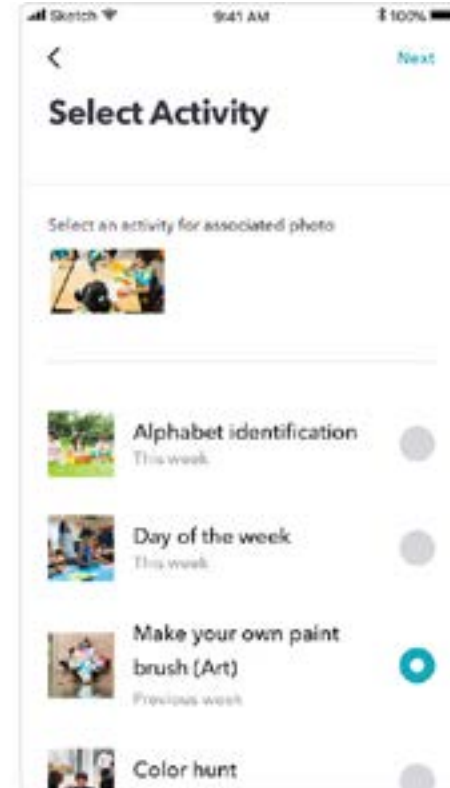 Sketch 9:41 AM 100%
Next
Select Activity
Select an activity for associated photo
Alphabet identification
This week
Day of the week
This week
Make your own paint
brush (Art)
Previous week
Color hunt